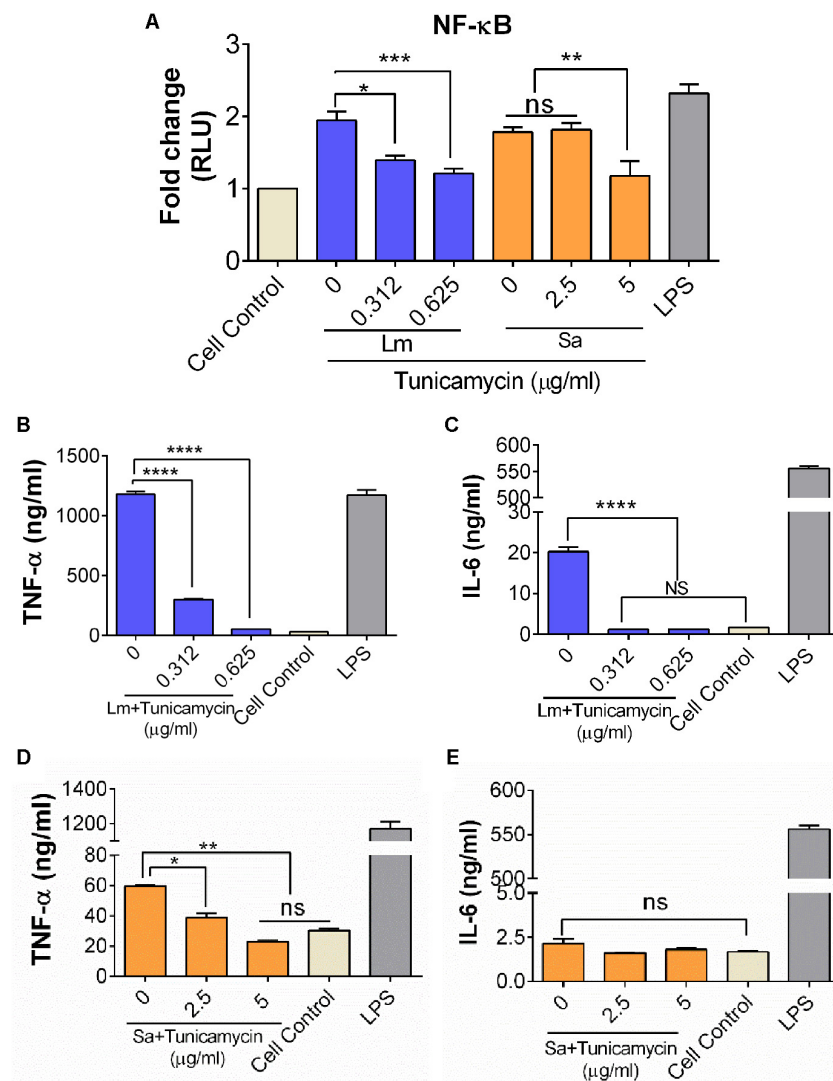 A
NF-κB
Fold change
(RLU)
3
2
1
0
***
*
**
ns
Cell Control
0
0.312
0.625
0
2.5
5
LPS
Lm
Sa
Tunicamycin (μg/ml)
B
TNF-α (ng/ml)
1500
1000
500
0
****
****
0
0.312
0.625
Cell Control
LPS
Lm+Tunicamycin
(μg/ml)
C
IL-6 (ng/ml)
600
550
500
30
20
10
0
****
NS
0
0.312
0.625
Cell Control
LPS
Lm+Tunicamycin
(μg/ml)
D
TNF-α (ng/ml)
1400
1200
80
60
40
20
0
**
*
ns
0
2.5
5
Cell Control
LPS
Sa+Tunicamycin
(μg/ml)
E
IL-6 (ng/ml)
600
550
500
5.0
2.5
0.0
ns
0
2.5
5
Cell Control
LPS
Sa+Tunicamycin
(μg/ml)